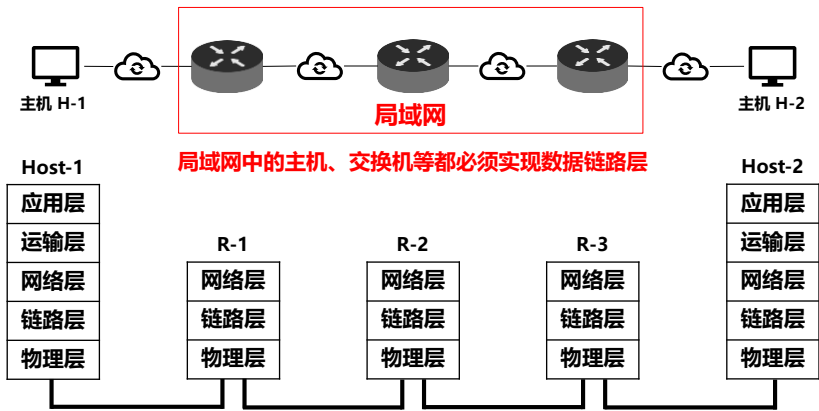 主机 H-1
局域网
主机 H-2
局域网中的主机、交换机等都必须实现数据链路层
Host-1
应用层
运输层
网络层
链路层
物理层
R-1
网络层
链路层
物理层
R-2
网络层
链路层
物理层
R-3
网络层
链路层
物理层
Host-2
应用层
运输层
网络层
链路层
物理层